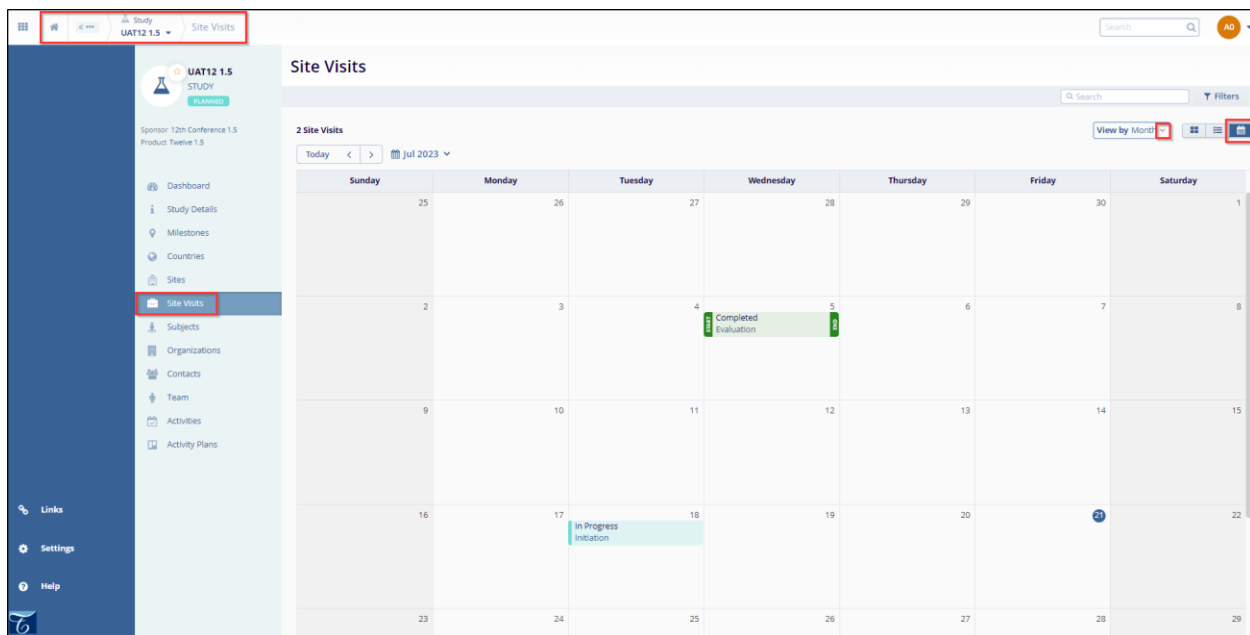 Study
UAT12 1.5
Site Visits
Search
AO
UAT12 1.5
STUDY
PLANNED
Sponsor 12th Conference 1.5
Product Twelve 1.5
Dashboard
Study Details
Milestones
Countries
Sites
Site Visits
Subjects
Organizations
Contacts
Team
Activities
Activity Plans
Links
Settings
Help
Site Visits
Search
Filters
2 Site Visits
View by Month
Today
Jul 2023
Sunday Monday Tuesday Wednesday Thursday Friday Saturday
25 26 27 28 29 30 1
2 3 4 5 6 7 8
START Completed END
Evaluation
9 10 11 12 13 14 15
16 17 18 19 20 21 22
In Progress
Initiation
23 24 25 26 27 28 29